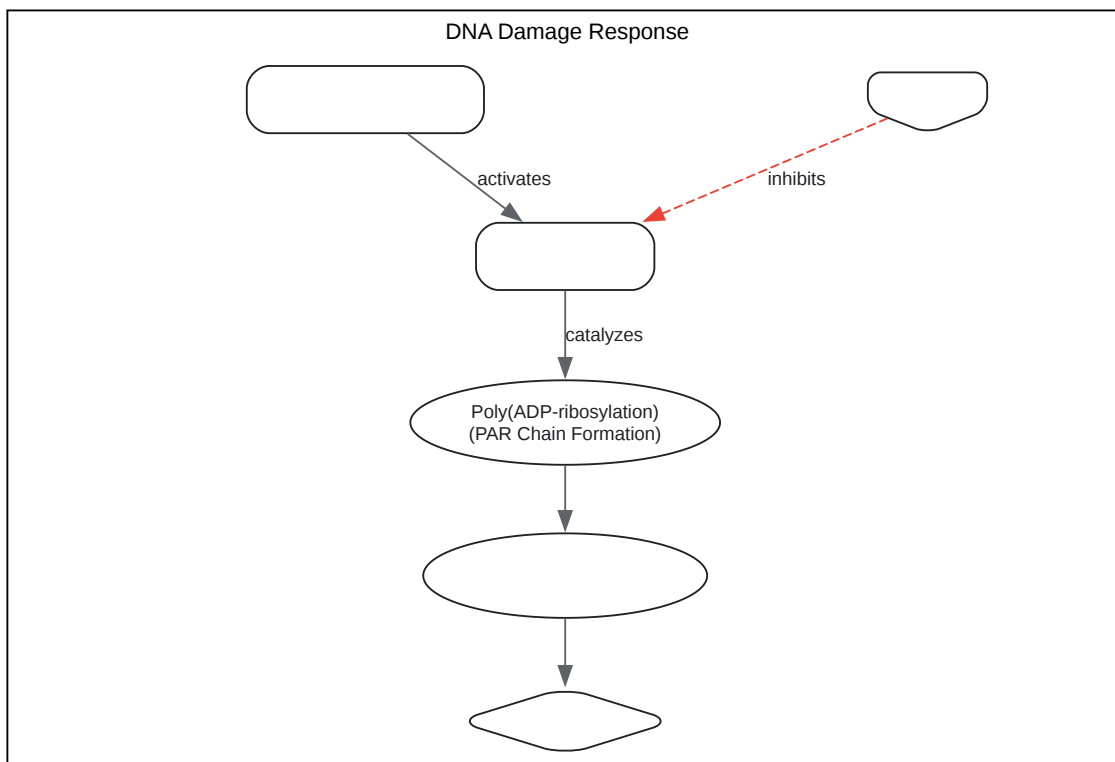 DNA Damage Response
activates
inhibits
catalyzes
Poly(ADP-ribosylation)
(PAR Chain Formation)